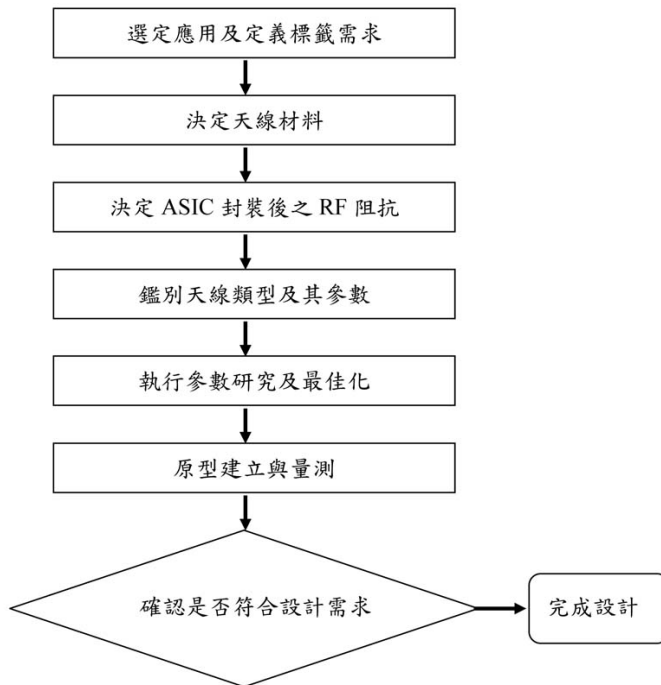 選定應用及定義標籤需求
決定天線材料
決定 ASIC 封裝後之 RF 阻抗
鑑別天線類型及其參數
執行參數研究及最佳化
原型建立與量測
確認是否符合設計需求
完成設計